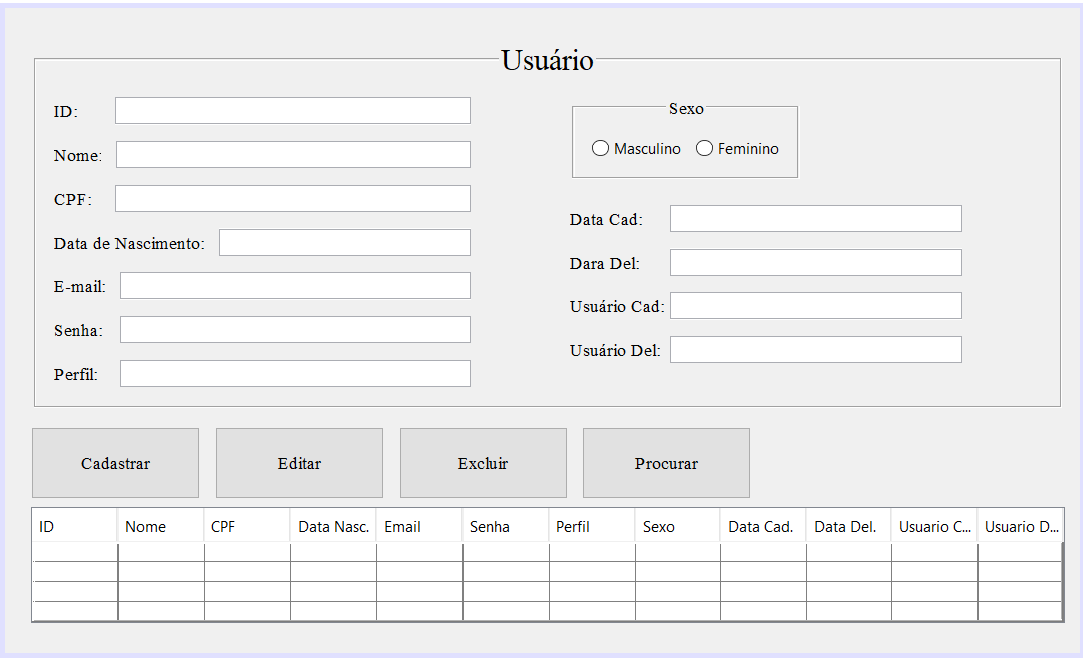 Usuário
ID:
Nome:
CPF:
Data de Nascimento:
E-mail:
Senha:
Perfil:
Sexo
Masculino Feminino
Data Cad:
Dara Del:
Usuário Cad:
Usuário Del:
Cadastrar Editar Excluir Procurar
ID Nome CPF Data Nasc. Email Senha Perfil Sexo Data Cad. Data Del. Usuario C... Usuario D...